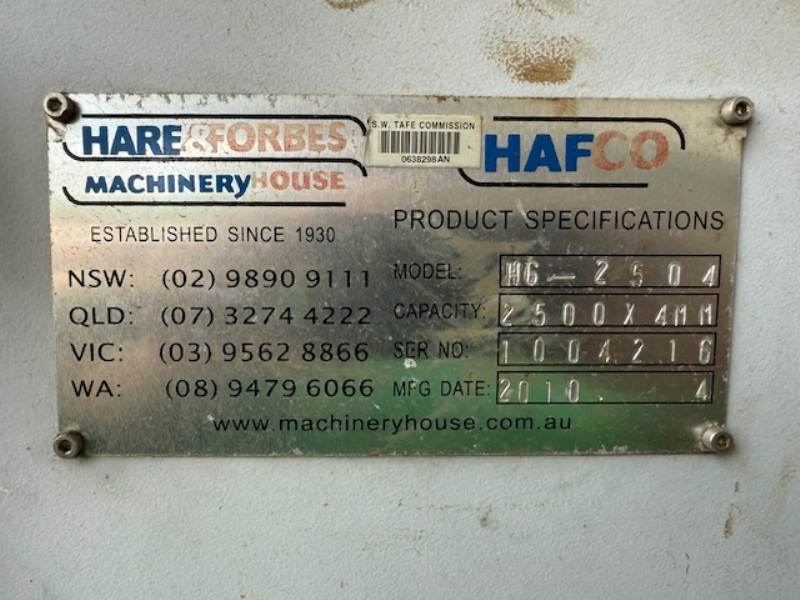 HARE&FORBES
MACHINERYHOUSE
ESTABLISHED SINCE 1930
NSW: (02) 9890 9111
QLD: (07) 3274 4222
VIC: (03) 9562 8866
WA: (08) 9479 6066
S.W. TAFE COMMISSION
0638298AN
HAFCO
PRODUCT SPECIFICATIONS
MODEL: HG-2504
CAPACITY: 2500X4MM
SER NO: 1004216
MFG DATE: 2010. 4
www.machineryhouse.com.au